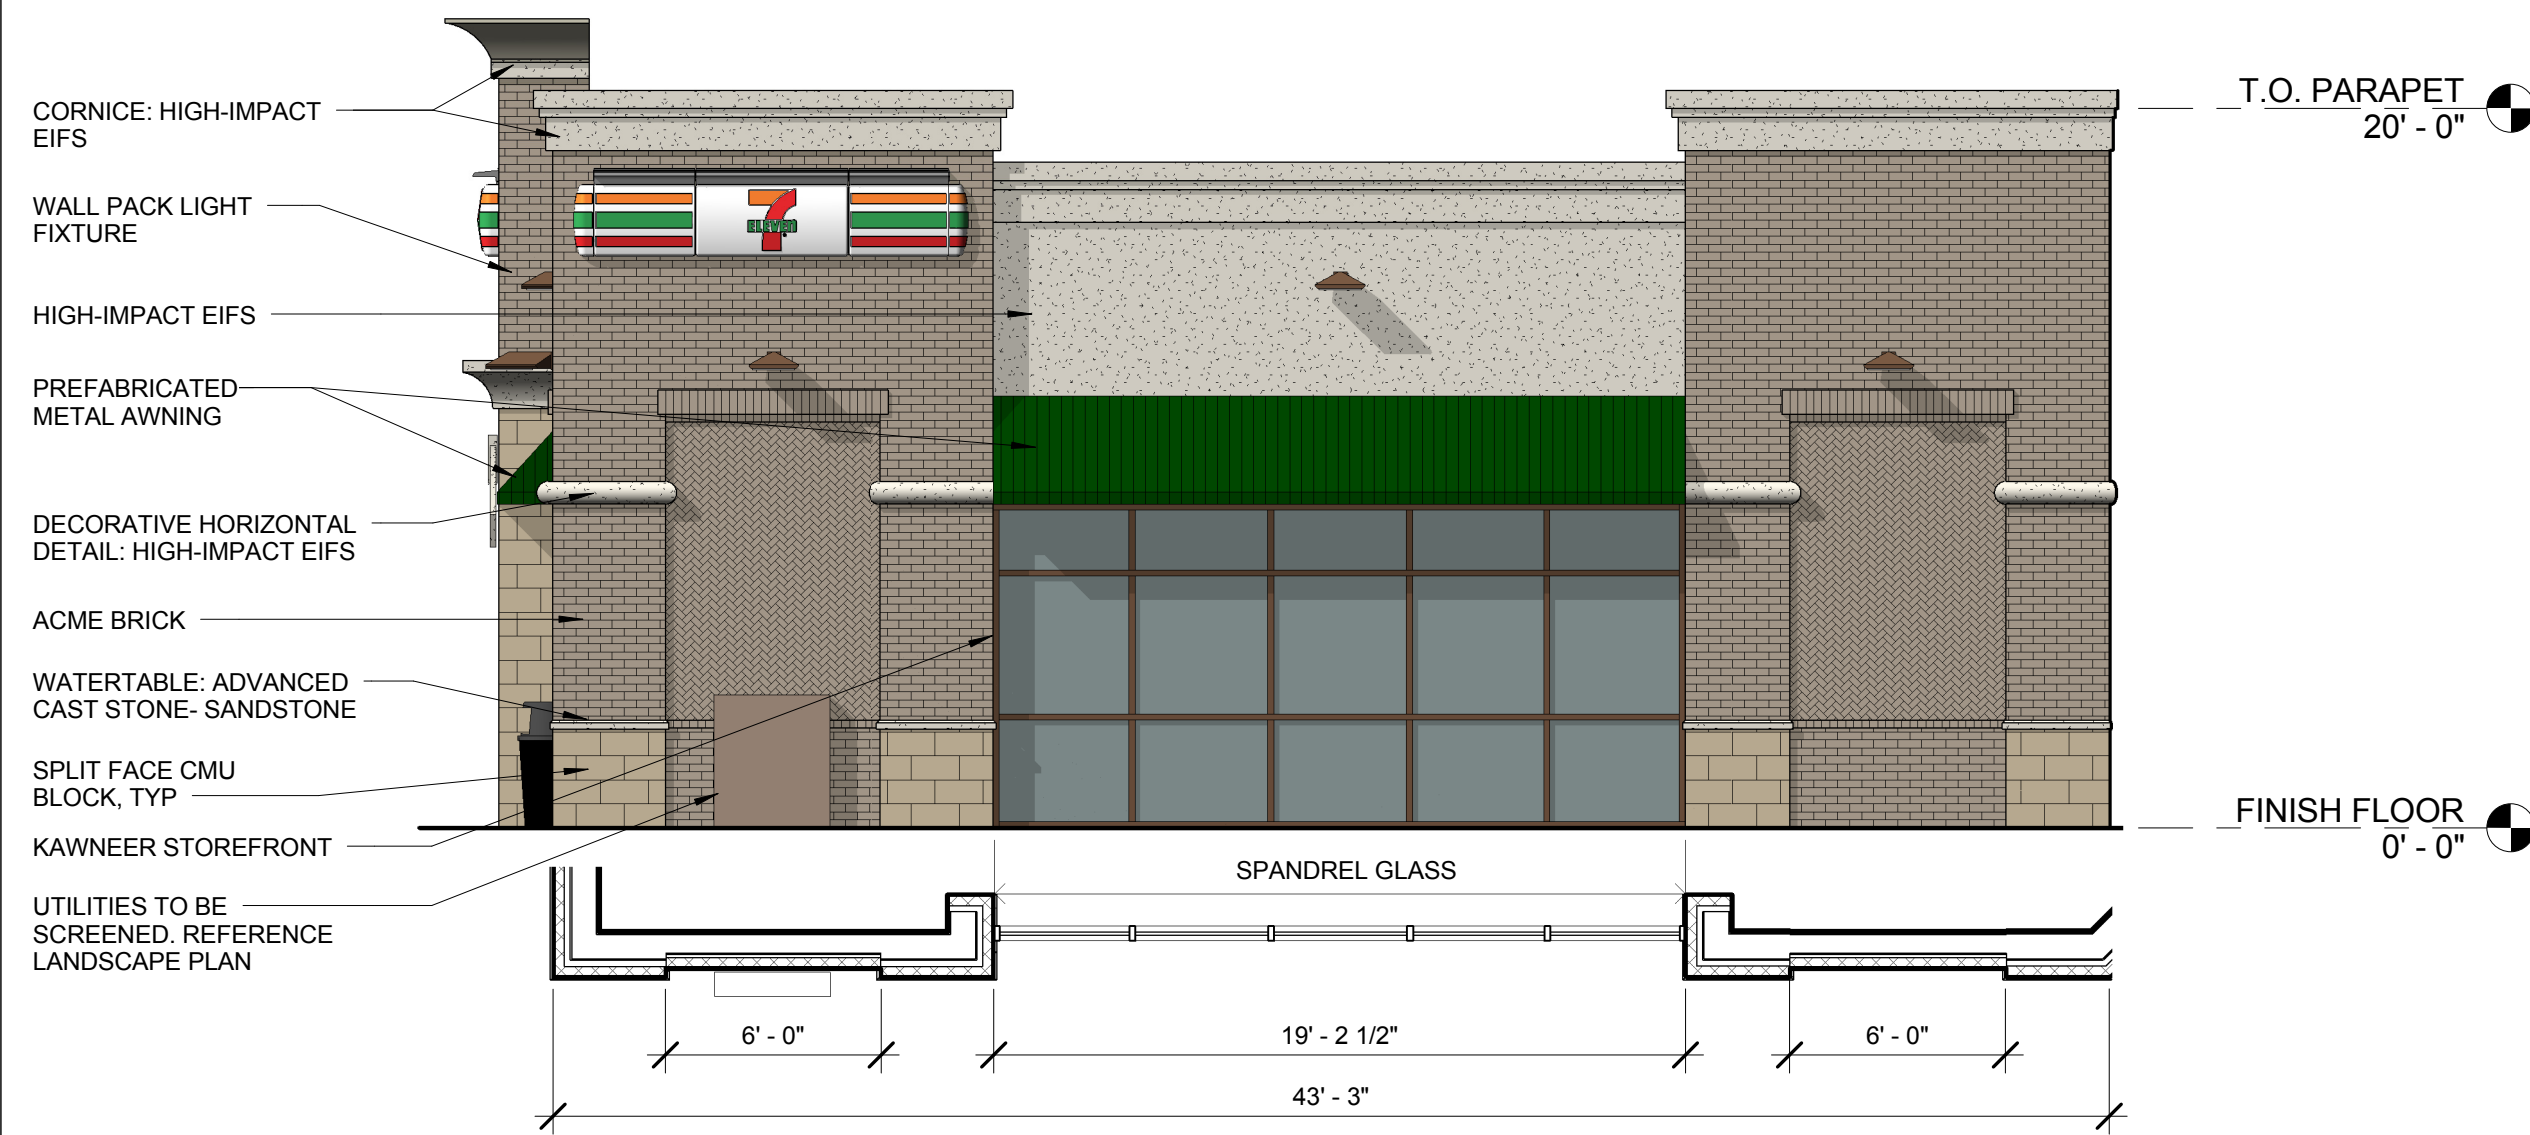 CORNICE: HIGH-IMPACT
EIFS
WALL PACK LIGHT
FIXTURE
HIGH-IMPACT EIFS
PREFABRICATED
METAL AWNING
DECORATIVE HORIZONTAL
DETAIL: HIGH-IMPACT EIFS
ACME BRICK
WATERTABLE: ADVANCED
CAST STONE- SANDSTONE
SPLIT FACE CMU
BLOCK, TYP
KAWNEER STOREFRONT
UTILITIES TO BE
SCREENED. REFERENCE
LANDSCAPE PLAN
7
ELEVEn
T.O. PARAPET
20' - 0"
FINISH FLOOR
0' - 0"
SPANDREL GLASS
6' - 0"
19' - 2 1/2"
6' - 0"
43' - 3"